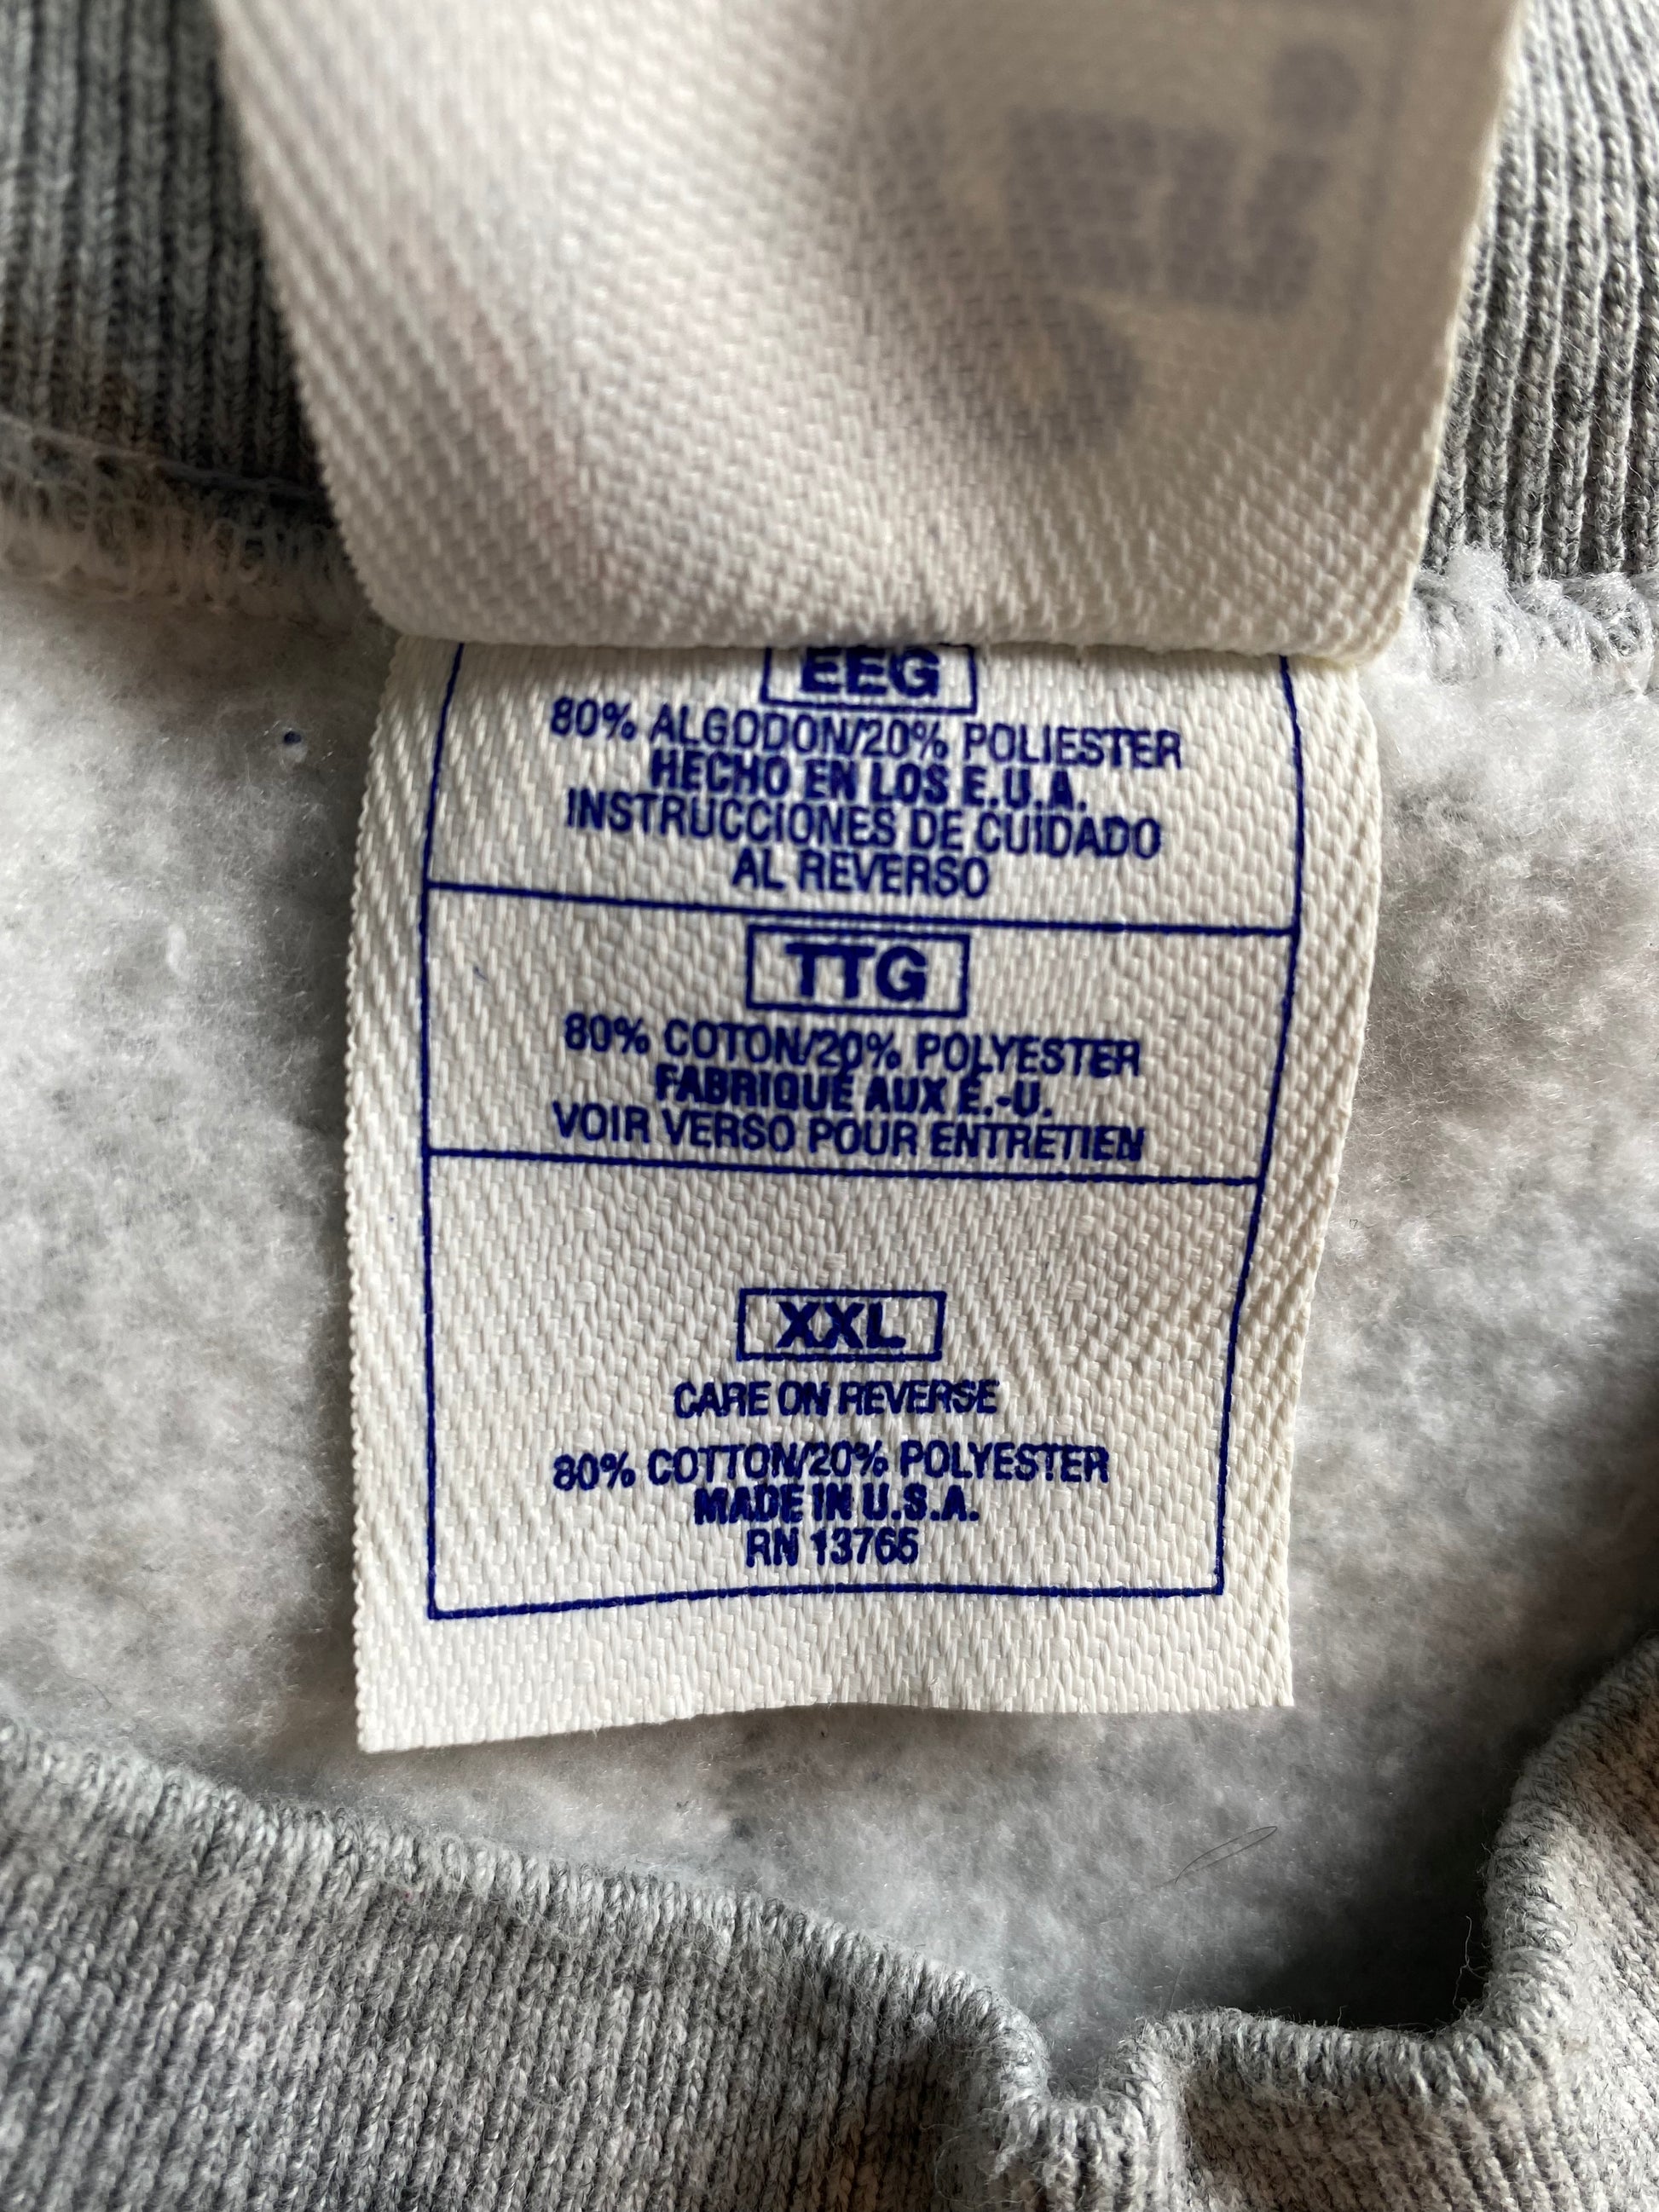 EEG
80% ALGODON/20% POLIESTER
HECHO EN LOS E.U.A.
INSTRUCCIONES DE CUIDADO
AL REVERSO
TTG
80% COTON/20% POLYESTER
FABRIQUÉ AUX É.-U.
VOIR VERSO POUR ENTRETIEN
XXL
CARE ON REVERSE
80% COTTON/20% POLYESTER
MADE IN U.S.A.
RN 13765